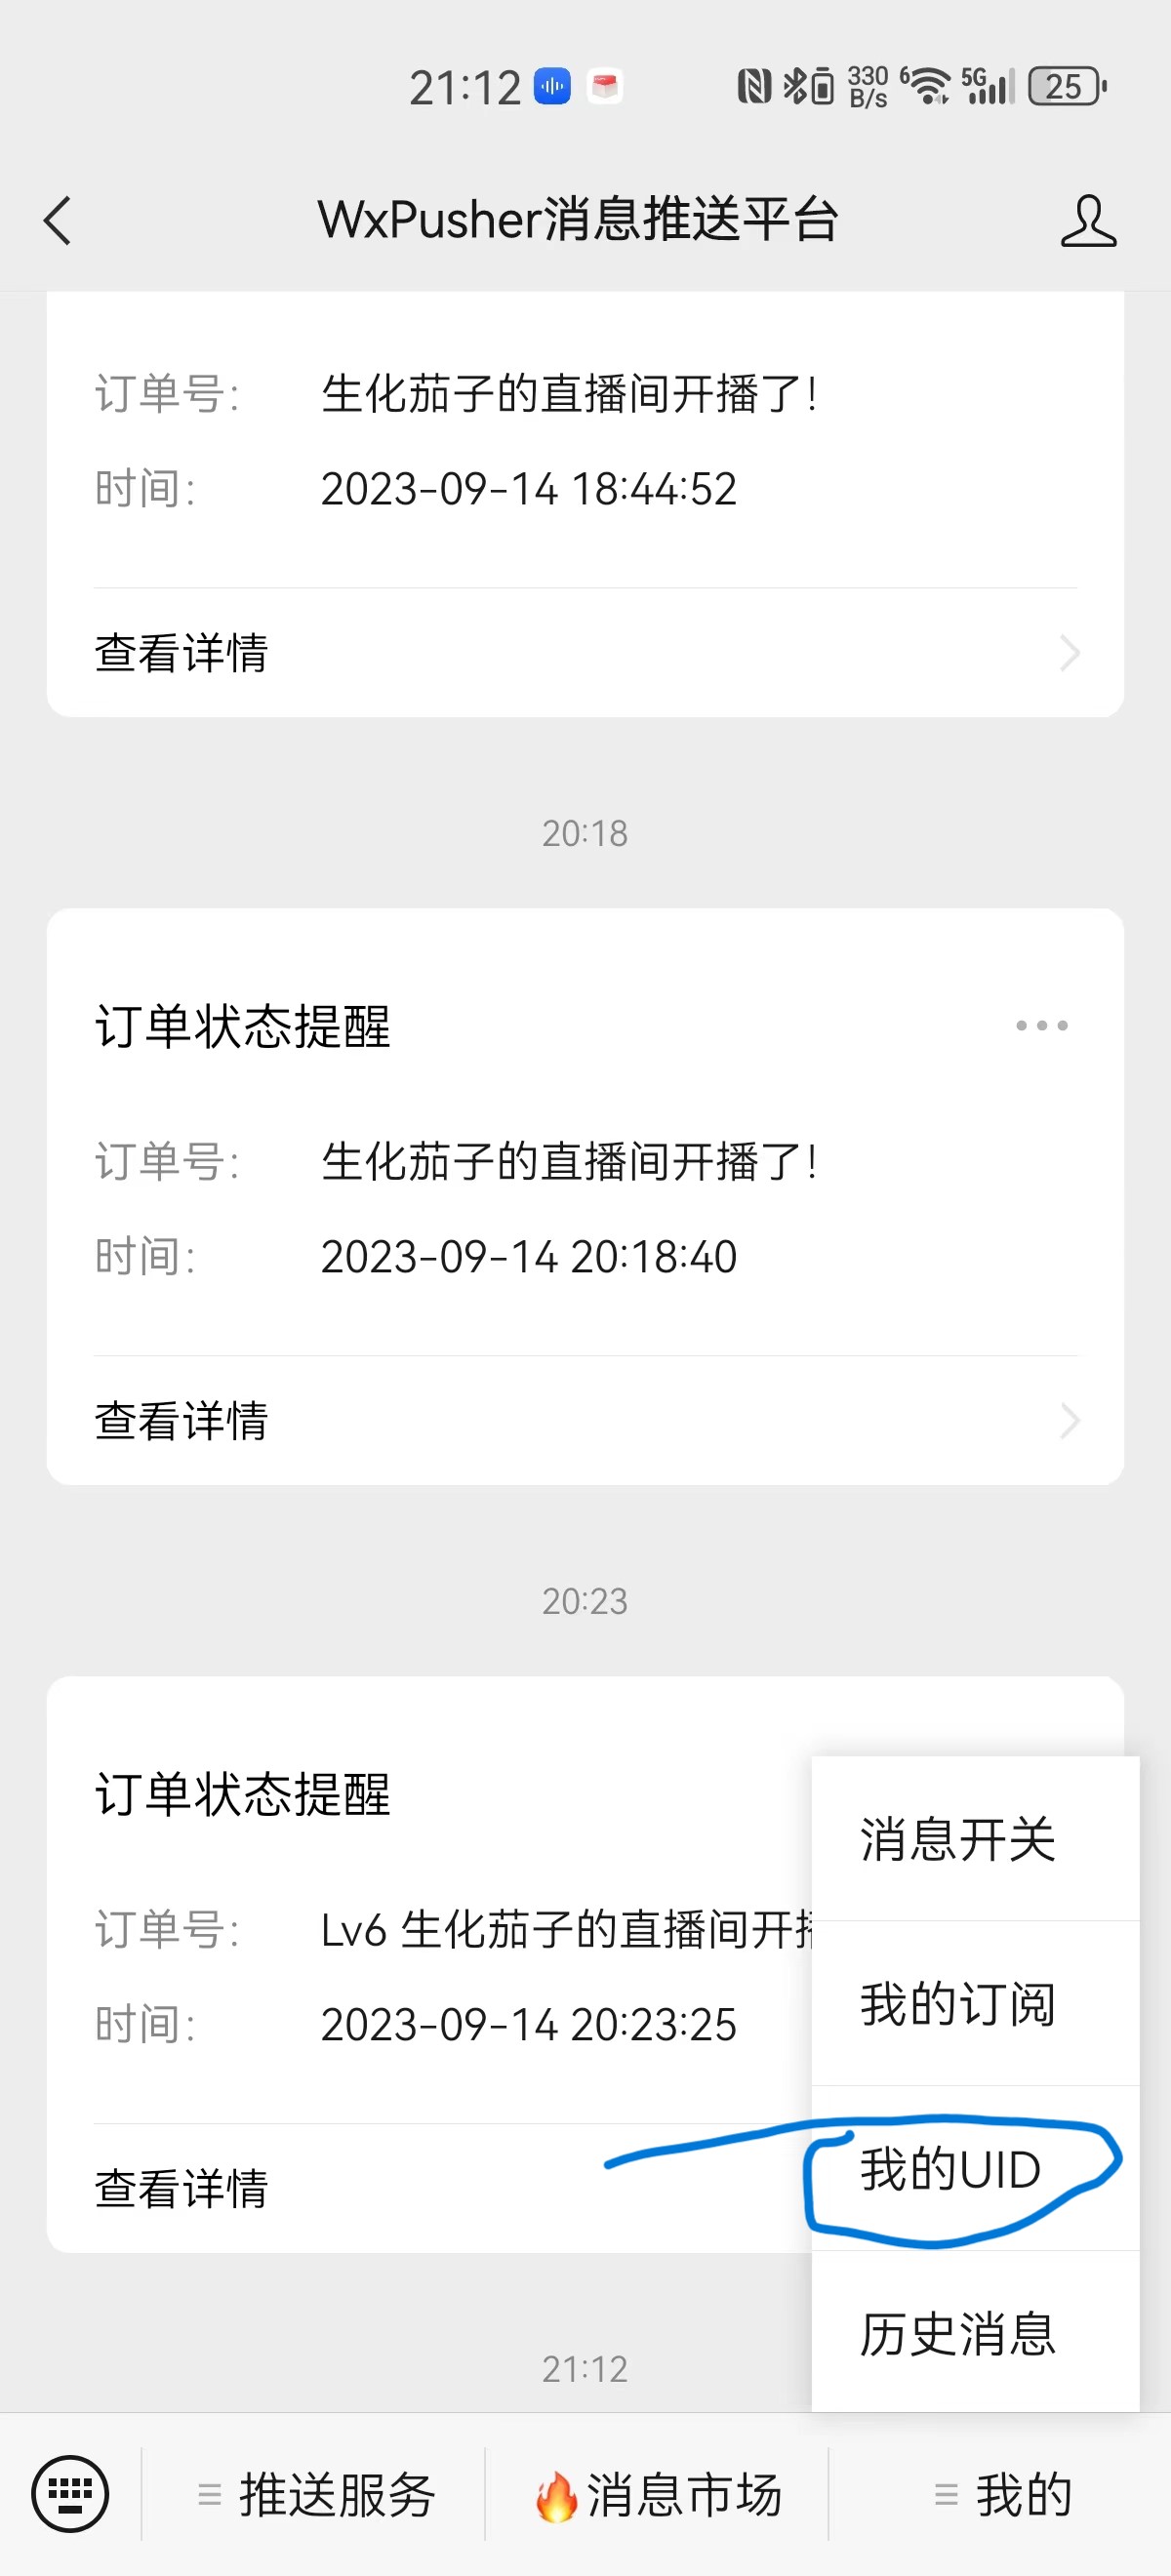 21:12
330 B/s
6
5G
25
WxPusher消息推送平台
订单号: 生化茄子的直播间开播了!
时间: 2023-09-14 18:44:52
查看详情
20:18
订单状态提醒
订单号: 生化茄子的直播间开播了!
时间: 2023-09-14 20:18:40
查看详情
20:23
订单状态提醒
订单号: Lv6 生化茄子的直播间开播
时间: 2023-09-14 20:23:25
查看详情
消息开关
我的订阅
我的UID
历史消息
21:12
推送服务
消息市场
我的